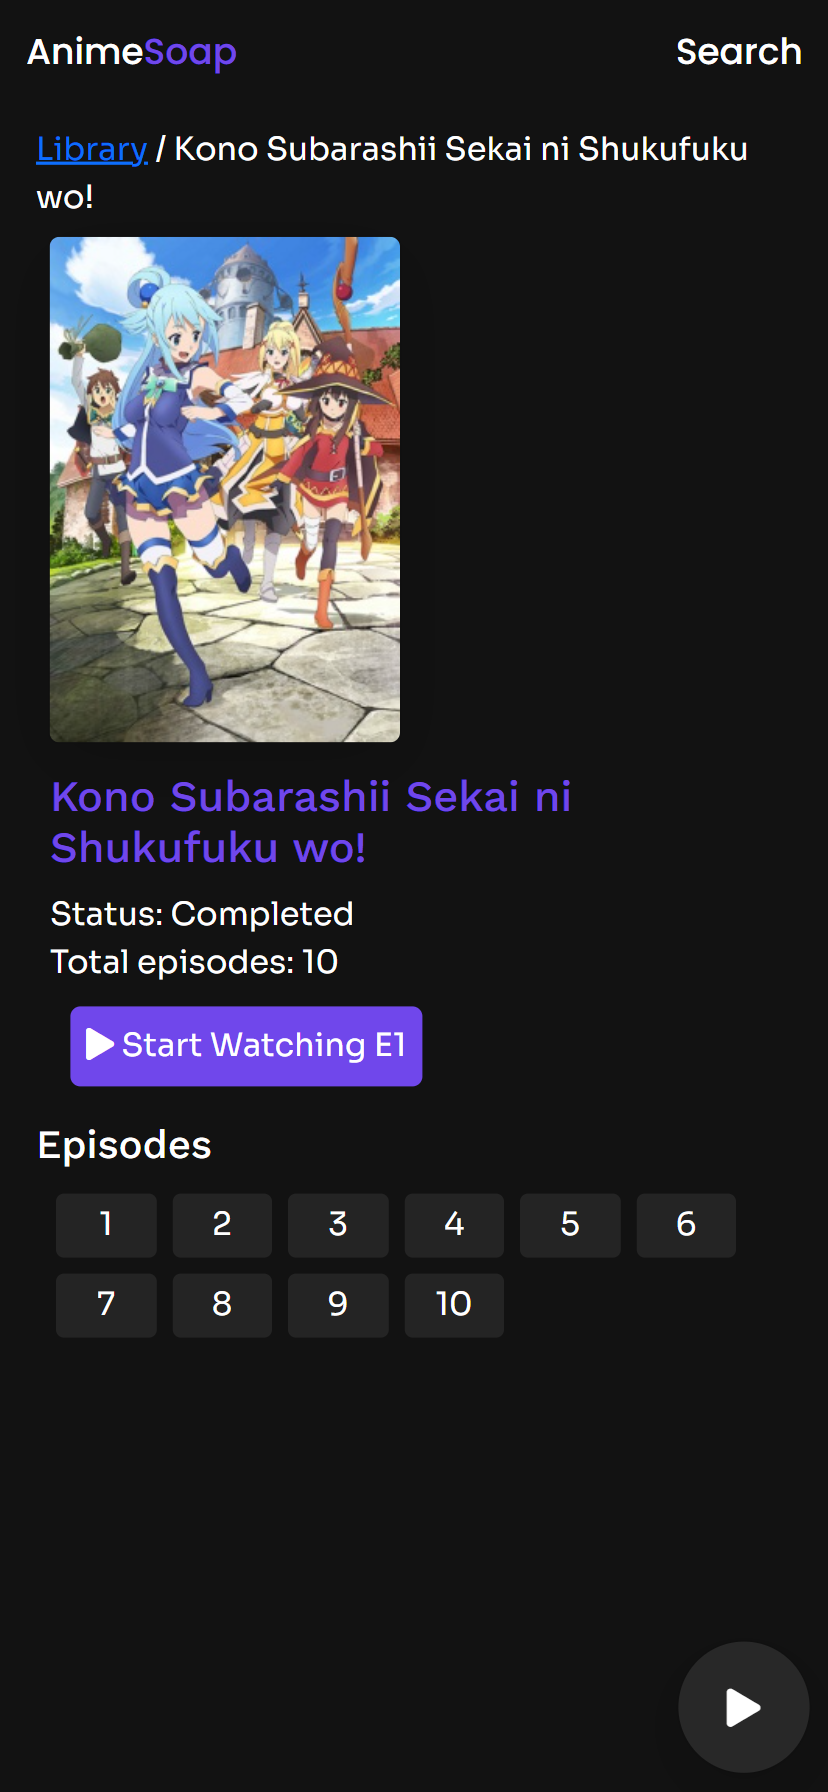 AnimeSoap
Search
Library / Kono Subarashii Sekai ni Shukufuku
wo!
Kono Subarashii Sekai ni
Shukufuku wo!
Status: Completed
Total episodes: 10
Start Watching E1
Episodes
1 2 3 4 5 6
7 8 9 10